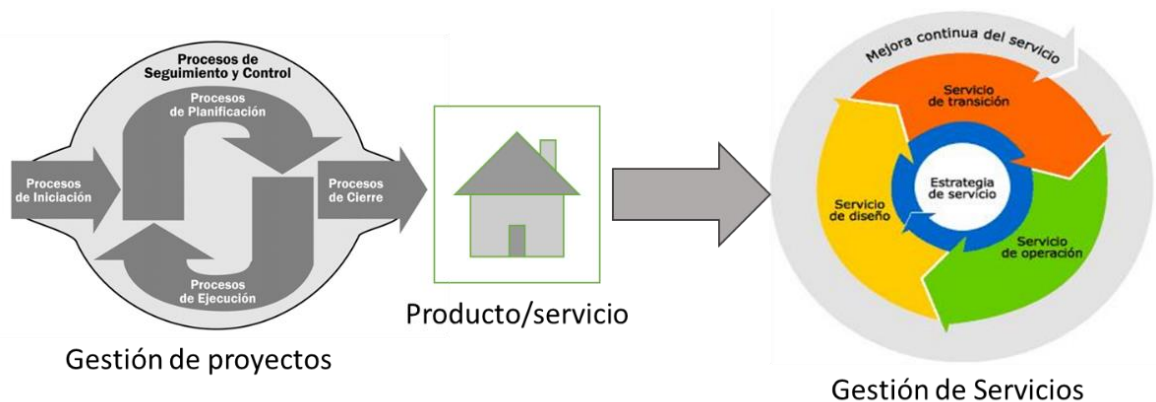 Procesos de
Seguimiento y Control
Procesos
de Planificación
Procesos
de Iniciación
Procesos
de Cierre
Procesos
de Ejecución
Gestión de proyectos
Producto/servicio
Mejora continua del servicio
Servicio
de transición
Estrategia
de servicio
Servicio
de diseño
Servicio
de operación
Gestión de Servicios